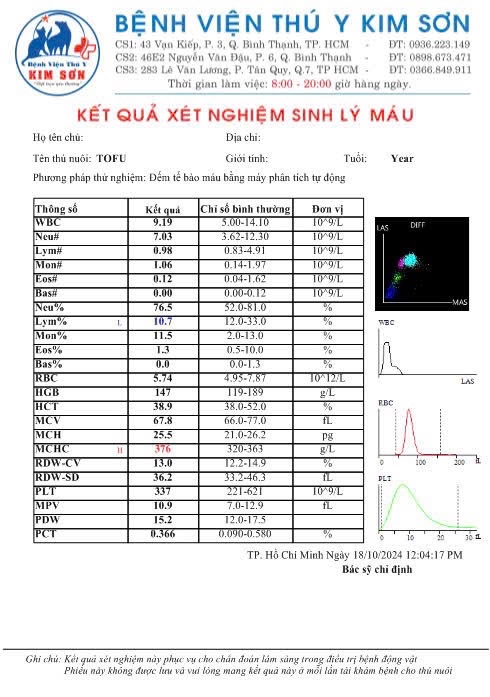 BỆNH VIỆN THÚ Y KIM SƠN
CS1: 43 Vạn Kiếp, P. 3, Q. Bình Thạnh, TP. HCM - ĐT: 0936.223.149
CS2: 46E2 Nguyễn Văn Đậu, P. 6, Q. Bình Thạnh - ĐT: 0898.673.471
CS3: 283 Lê Văn Lương, P. Tân Quy, Q.7, TP HCM - ĐT: 0366.849.911
Thời gian làm việc: 8:00 - 20:00 giờ hàng ngày.
Bệnh Viện Thú Y
KIM SƠN
KẾT QUẢ XÉT NGHIỆM SINH LÝ MÁU
Họ tên chủ: Địa chỉ:
Tên thú nuôi: TOFU Giới tính: Tuổi: Year
Phương pháp thử nghiệm: Đếm tế bào máu bằng máy phân tích tự động
Thông số Kết quả Chỉ số bình thường Đơn vị
WBC 9.19 5.00-14.10 10^9/L
Neu# 7.03 3.62-12.30 10^9/L
Lym# 0.98 0.83-4.91 10^9/L
Mon# 1.06 0.14-1.97 10^9/L
Eos# 0.12 0.04-1.62 10^9/L
Bas# 0.00 0.00-0.12 10^9/L
Neu% 76.5 52.0-81.0 %
Lym% L 10.7 12.0-33.0 %
Mon% 11.5 2.0-13.0 %
Eos% 1.3 0.5-10.0 %
Bas% 0.0 0.0-1.3 %
RBC 5.74 4.95-7.87 10^12/L
HGB 147 119-189 g/L
HCT 38.9 38.0-52.0 %
MCV 67.8 66.0-77.0 fL
MCH 25.5 21.0-26.2 pg
MCHC H 376 320-363 g/L
RDW-CV 13.0 12.2-14.9 %
RDW-SD 36.2 33.2-46.3 fL
PLT 337 221-621 10^9/L
MPV 10.9 7.0-12.9 fL
PDW 15.2 12.0-17.5
PCT 0.366 0.090-0.580 %
LAS DIFF
MAS
WBC
LAS
RBC
0 100 200 fL
PLT
0 10 20 30 fL
TP. Hồ Chí Minh Ngày 18/10/2024 12:04:17 PM
Bác sỹ chỉ định
Ghi chú: Kết quả xét nghiệm này phục vụ cho chẩn đoán lâm sàng trong điều trị bệnh động vật
Phiếu này không được lưu và vui lòng mang kết quả này ở mỗi lần tái khám bệnh cho thú nuôi